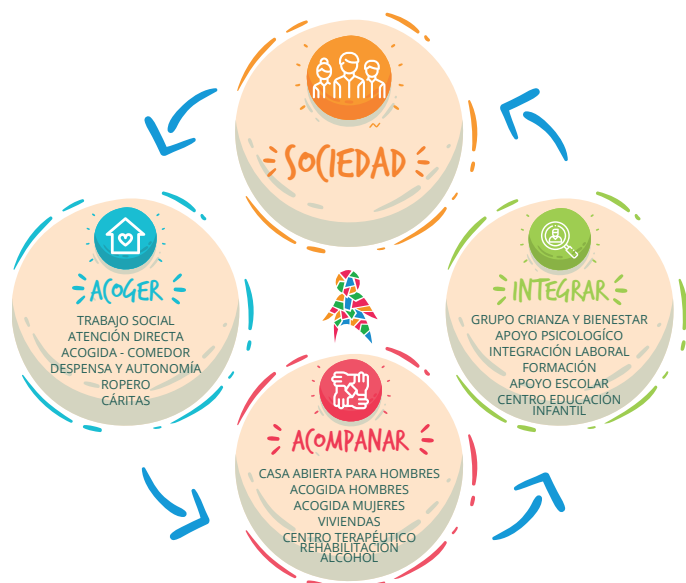 SOCIEDAD
ACOGER
TRABAJO SOCIAL
ATENCIÓN DIRECTA
ACOGIDA - COMEDOR
DESPENSA Y AUTONOMÍA
ROPERO
CÁRITAS
ACOMPANAR
CASA ABIERTA PARA HOMBRES
ACOGIDA HOMBRES
ACOGIDA MUJERES
VIVIENDAS
CENTRO TERAPÉUTICO
REHABILITACIÓN
ALCOHOL
INTEGRAR
GRUPO CRIANZA Y BIENESTAR
APOYO PSICOLOGÍCO
INTEGRACIÓN LABORAL
FORMACIÓN
APOYO ESCOLAR
CENTRO EDUCACIÓN
INFANTIL